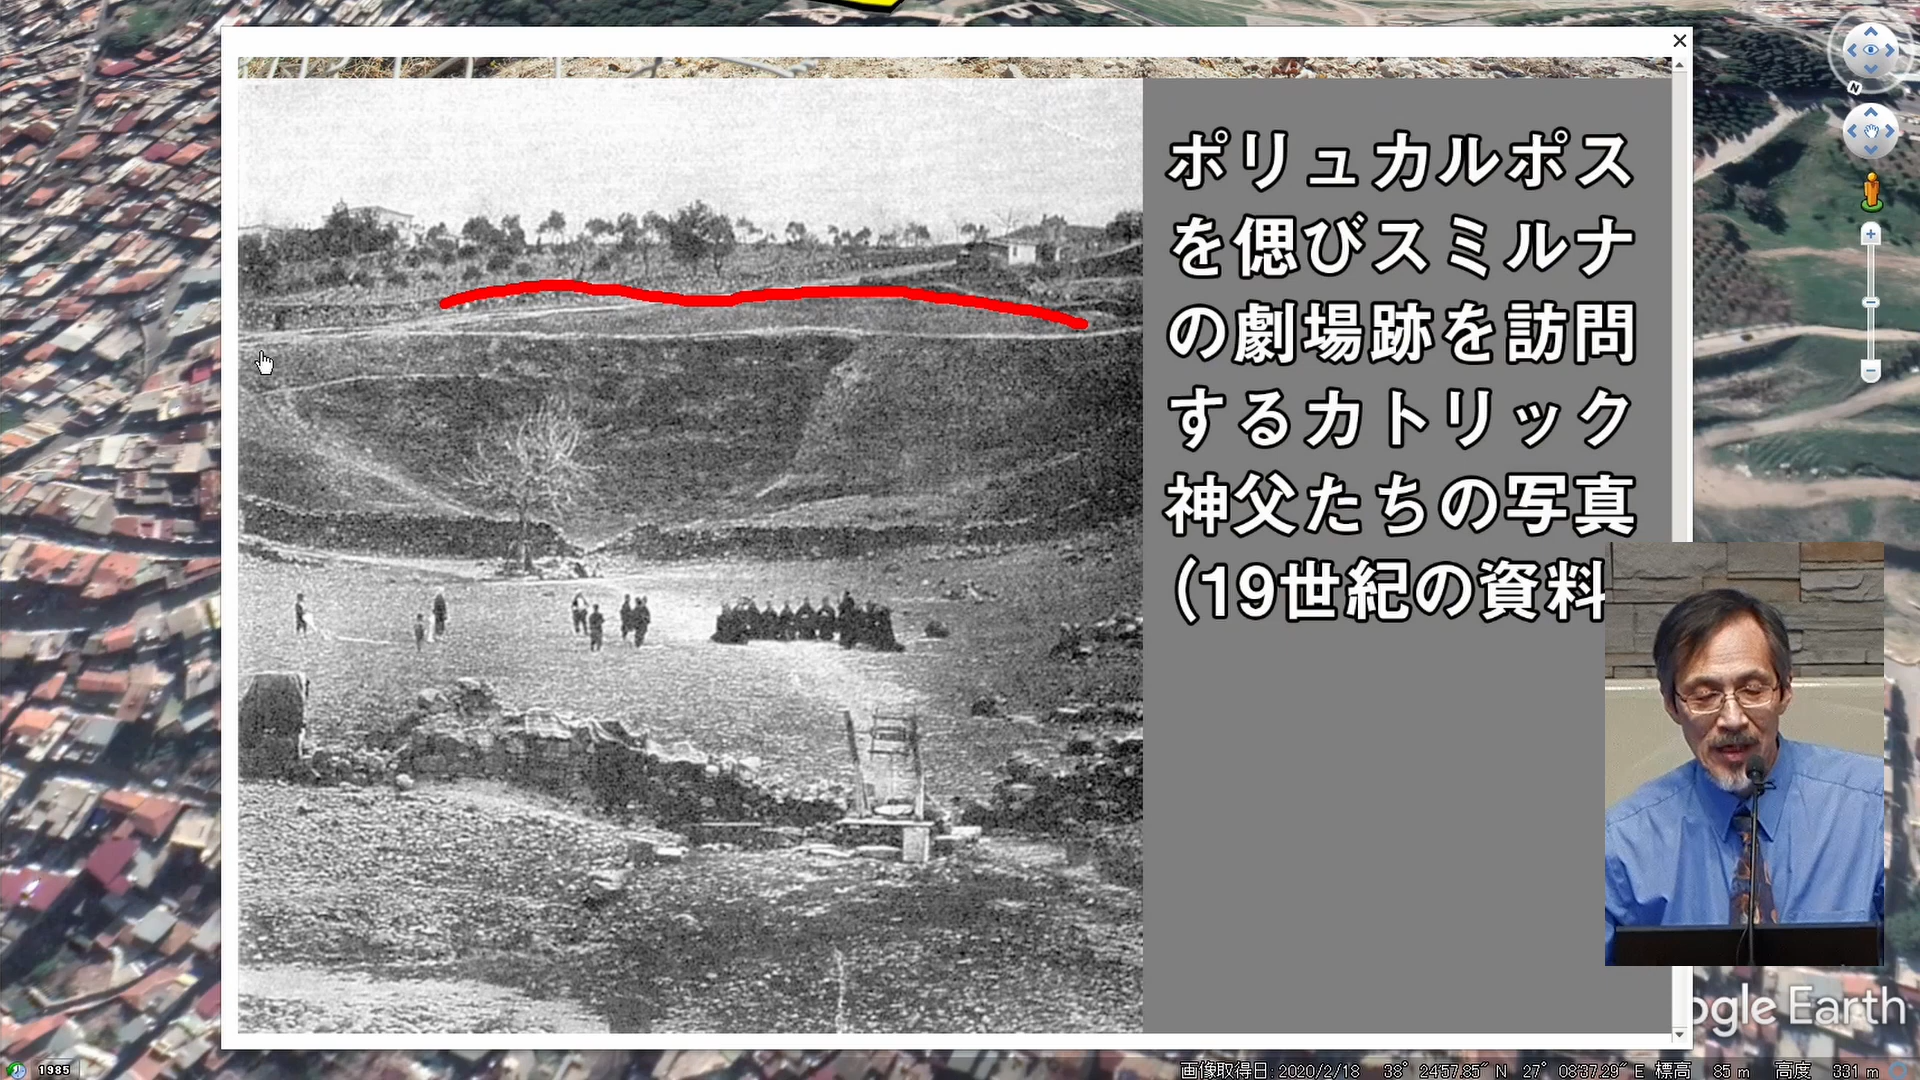 ポリュカルポス
を偲びスミルナ
の劇場跡を訪問
するカトリック
神父たちの写真
(19世紀の資料
N
ogle Earth
1985
画像取得日: 2020/2/18 38° 24'57.85" N 27° 08'37.29" E 標高 85 m 高度 331 m